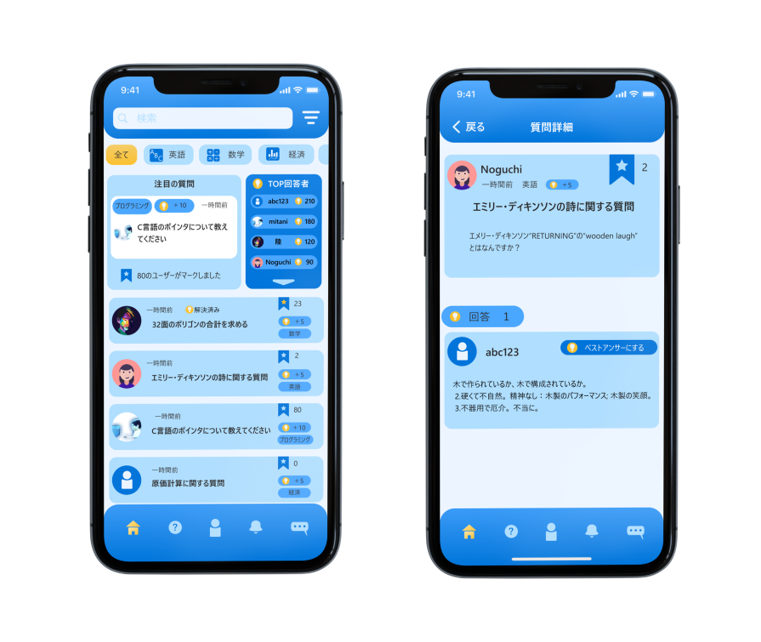 9:41
検索
全て
英語
数学
経済
注目の質問
プログラミング
+ 10
一時間前
C言語のポインタについて教え
てください
80のユーザーがマークしました
TOP回答者
abc123 210
mitani 180
陸 120
Noguchi 90
一時間前 解決済み
23
32面のポリゴンの合計を求める
+ 5
数学
一時間前
2
エミリー・ディキンソンの詩に関する質問
+ 5
英語
一時間前
80
C言語のポインタについて教えてください
+ 10
プログラミング
一時間前
0
原価計算に関する質問
+ 5
経済
9:41
戻る
質問詳細
Noguchi
2
一時間前 英語 + 5
エミリー・ディキンソンの詩に関する質問
エメリー・ディキンソン"RETURNING"の"wooden laugh"
とはなんですか？
回答 1
abc123
ベストアンサーにする
木で作られているか、木で構成されているか。
2.硬くて不自然。精神なし：木製のパフォーマンス; 木製の笑顔。
3.不器用で厄介。不当に。